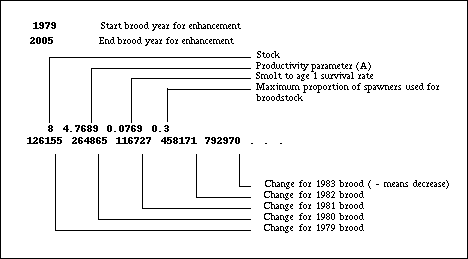 1979 Start brood year for enhancement
2005 End brood year for enhancement
Stock
Productivity parameter (A)
Smolt to age 1 survival rate
Maximum proportion of spawners used for
broodstock
8 4.7689 0.0769 0.3
126155 264865 116727 458171 792970 . . .
Change for 1983 brood ( - means decrease)
Change for 1982 brood
Change for 1981 brood
Change for 1980 brood
Change for 1979 brood